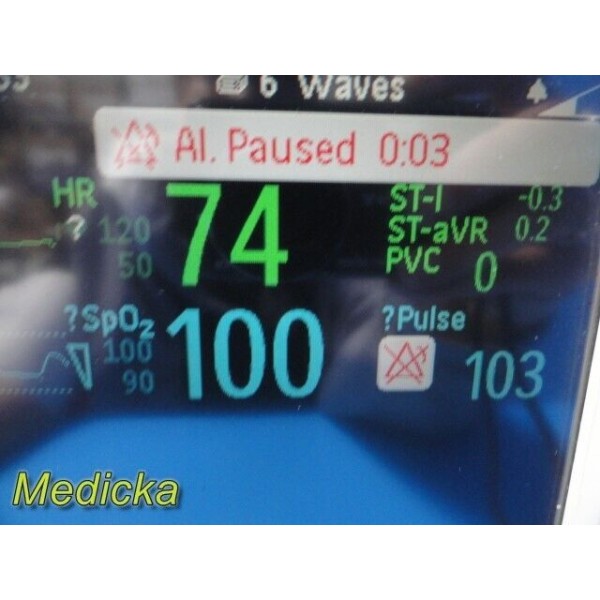 6 Waves
Al. Paused 0:03
HR 74 ST-I -0.3
? 120 ST-aVR 0.2
50 PVC 0
?SpO₂ 100 ?Pulse
100 103
90
Medicka